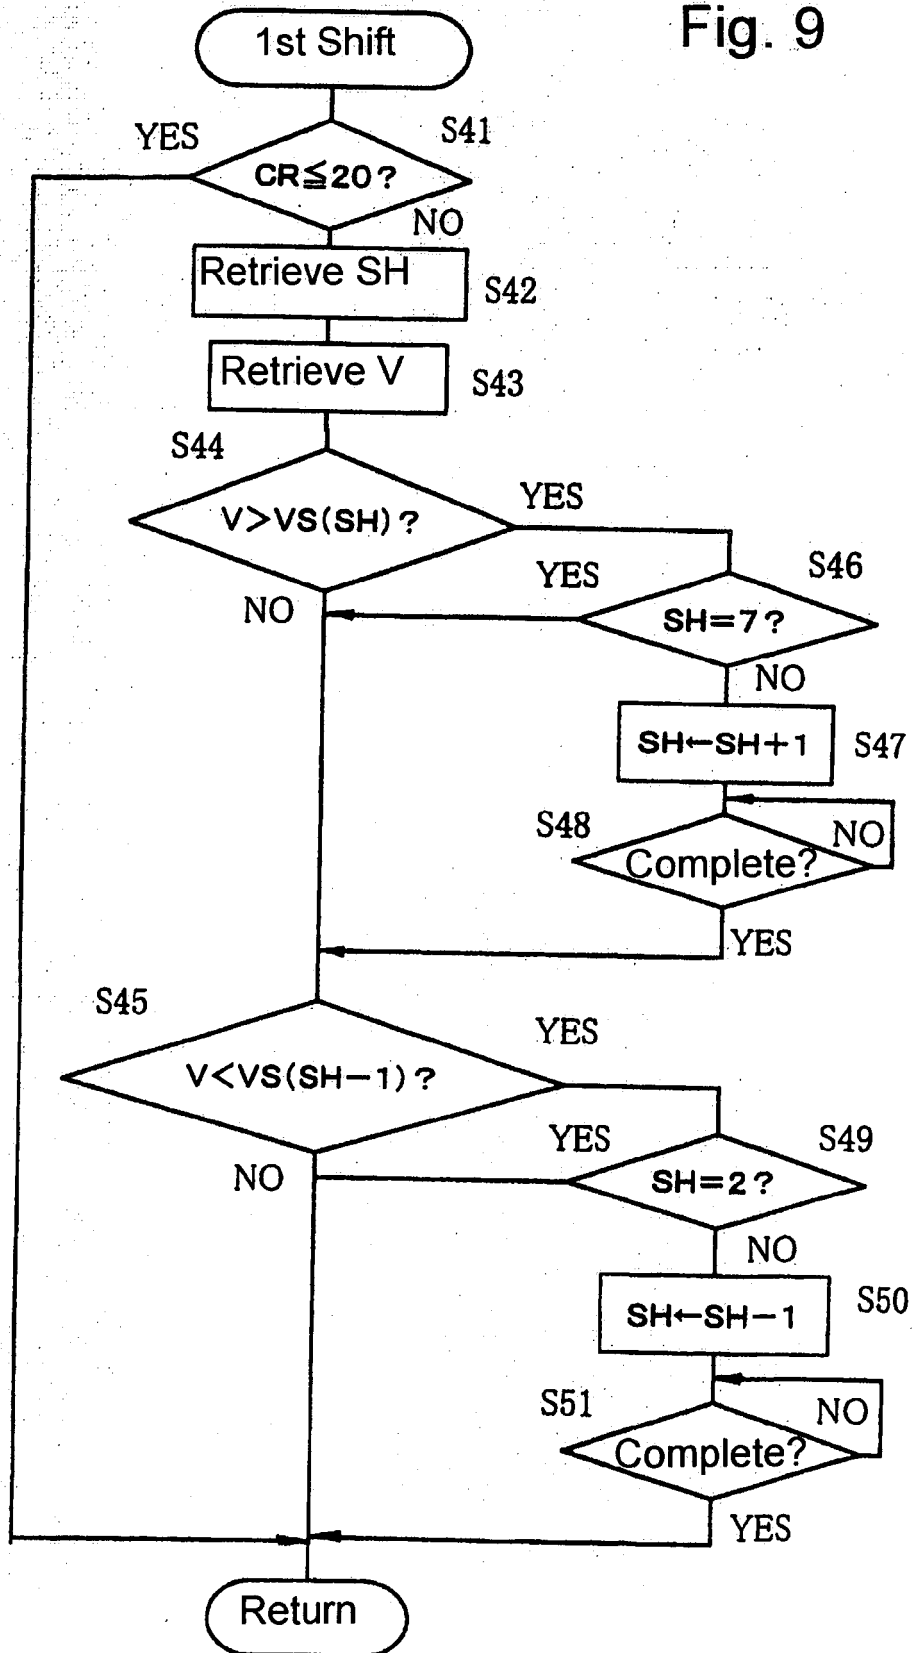 Fig. 9
1st Shift
YES
S41
CR≦20?
NO
Retrieve SH
S42
Retrieve V
S43
S44
V>VS(SH)?
YES
YES
S46
NO
SH=7?
NO
SH←SH+1
S47
S48
NO
Complete?
YES
S45
YES
V<VS(SH-1)?
YES
S49
NO
SH=2?
NO
SH←SH-1
S50
S51
NO
Complete?
YES
Return